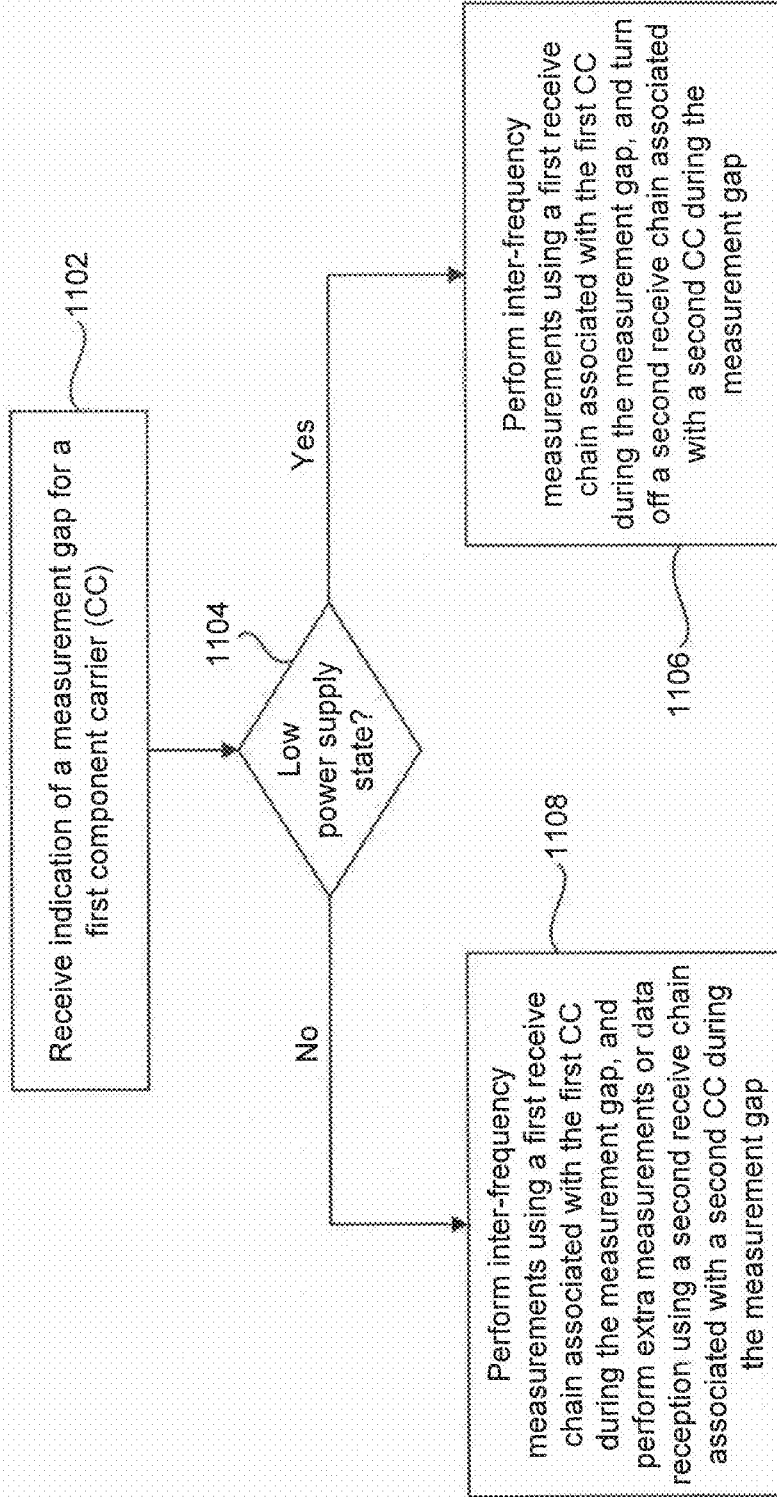 Receive indication of a measurement gap for a
first component carrier (CC)
1102
Low
power supply
state?
1104
Yes
No
Perform inter-frequency
measurements using a first receive
chain associated with the first CC
during the measurement gap, and turn
off a second receive chain associated
with a second CC during the
measurement gap
1106
Perform inter-frequency
measurements using a first receive
chain associated with the first CC
during the measurement gap, and
perform extra measurements or data
reception using a second receive chain
associated with a second CC during
the measurement gap
1108